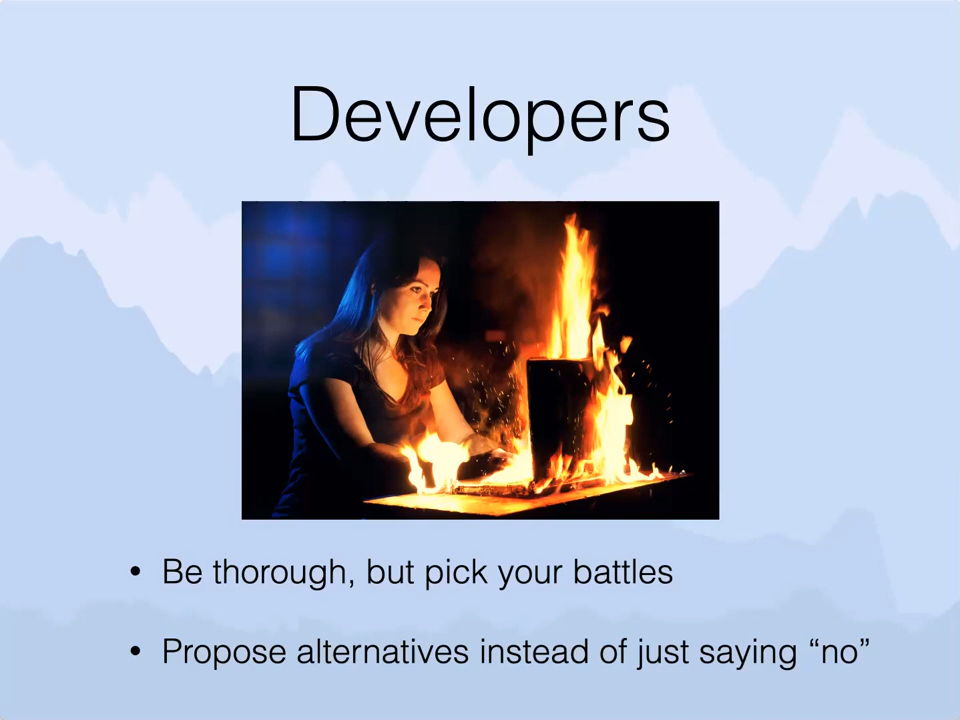 Developers
• Be thorough, but pick your battles
• Propose alternatives instead of just saying “no”